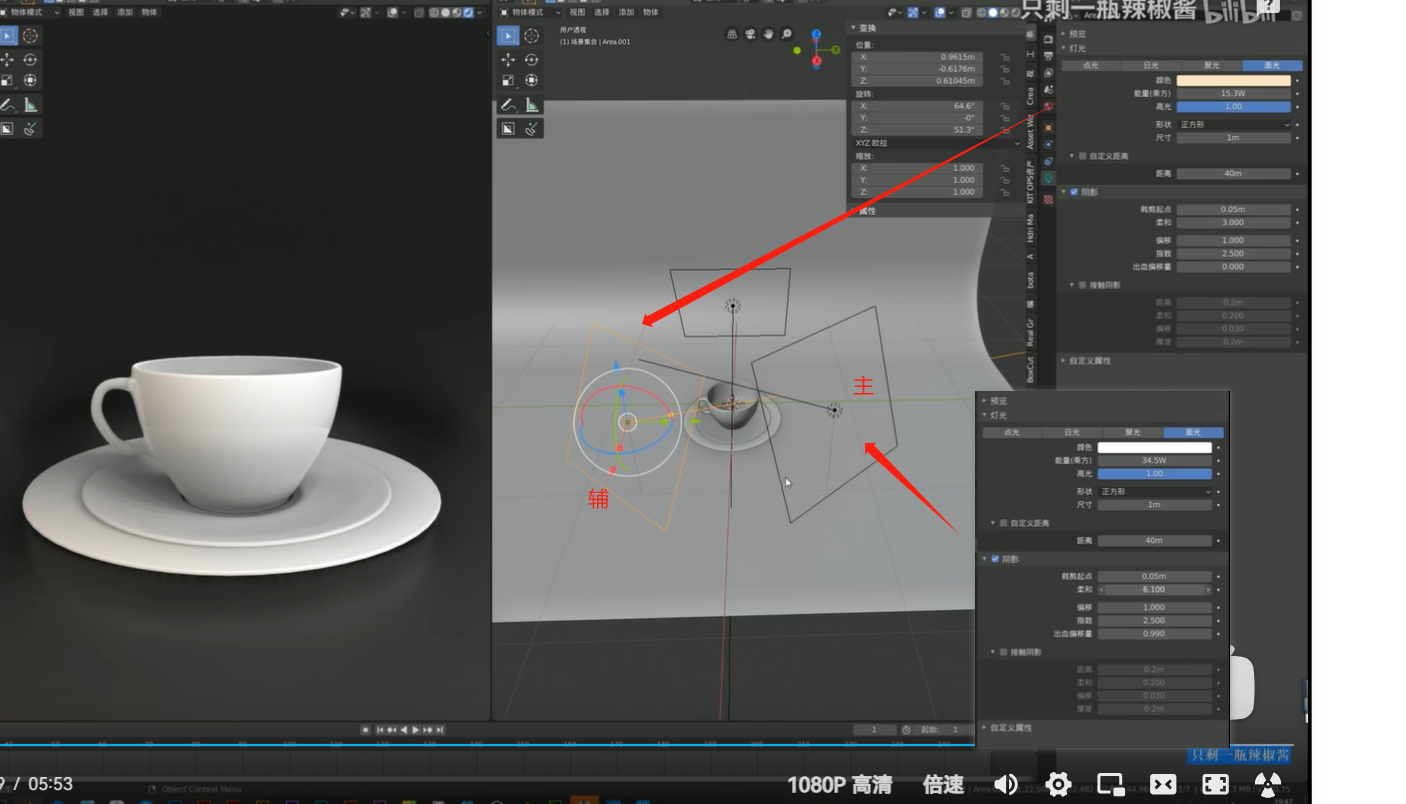 只剩一瓶辣椒酱 bilibili
物体模式 视图 选择 添加 物体
物体模式 视图 选择 添加 物体
用户透视
(1) 场景集合 | Area.001
变换
位置:
X: 0.9615m
Y: -0.6176m
Z: 0.61045m
旋转:
X: 64.6°
Y: -0°
Z: 51.3°
XYZ 欧拉
缩放:
X: 1.000
Y: 1.000
Z: 1.000
属性
Crea
Asset Wiz
KIT OPS资产
Hdri Ma
A
bota
Real Gr
BoxCut
预览
灯光
点光 日光 聚光 面光
颜色
能量(乘方) 15.3W
高光 1.00
形状 正方形
尺寸 1m
自定义距离
距离 40m
阴影
裁剪起点 0.05m
柔和 3.000
偏移 1.000
指数 2.500
出血偏移量 0.000
接触阴影
距离 0.2m
柔和 0.200
偏移 0.030
厚度 0.2m
自定义属性
主
辅
预览
灯光
点光 日光 聚光 面光
颜色
能量(乘方) 34.5W
高光 1.00
形状 正方形
尺寸 1m
自定义距离
距离 40m
阴影
裁剪起点 0.05m
柔和 6.100
偏移 1.000
指数 2.500
出血偏移量 0.990
接触阴影
距离 0.2m
柔和 0.200
偏移 0.030
厚度 0.2m
自定义属性
1 起始: 1
只剩一瓶辣椒酱
9 / 05:53
1080P 高清 倍速
Object Context Menu
19:47